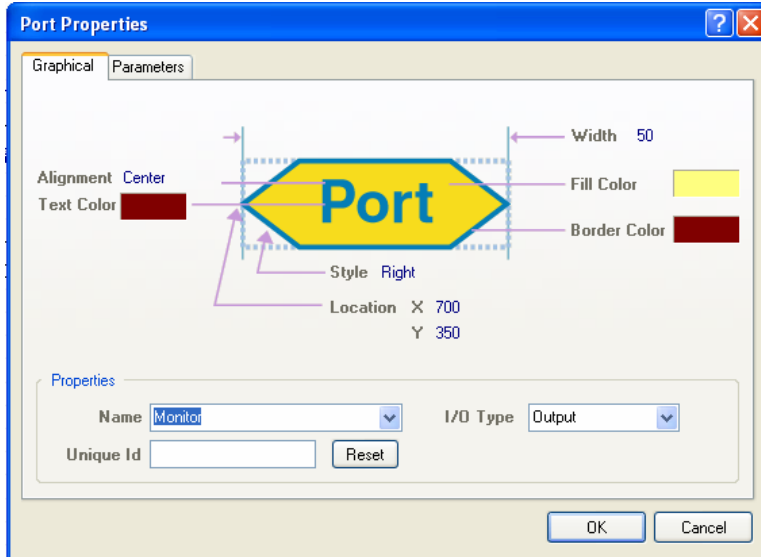 Port Properties
Graphical Parameters
Width 50
Alignment Center
Fill Color
Text Color
Port
Border Color
Style Right
Location X 700
Y 350
Properties
Name Monitor I/O Type Output
Unique Id Reset
OK Cancel